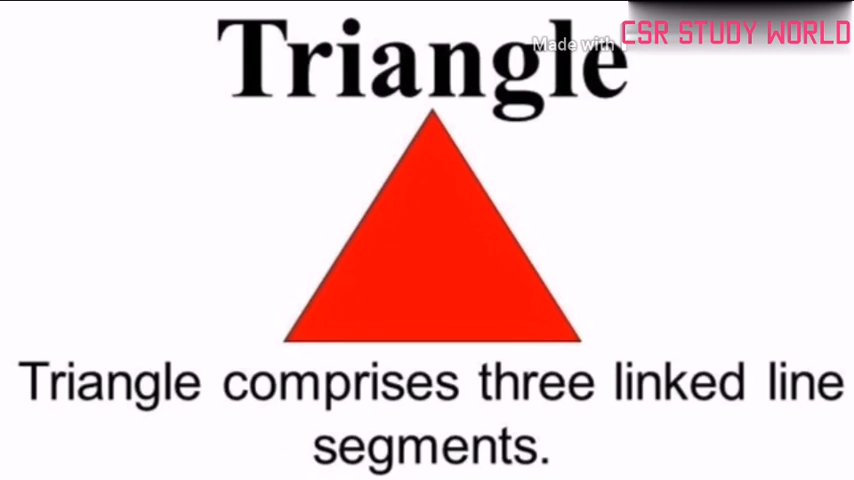 Triangle
Made with
CSR STUDY WORLD
Triangle comprises three linked line
segments.